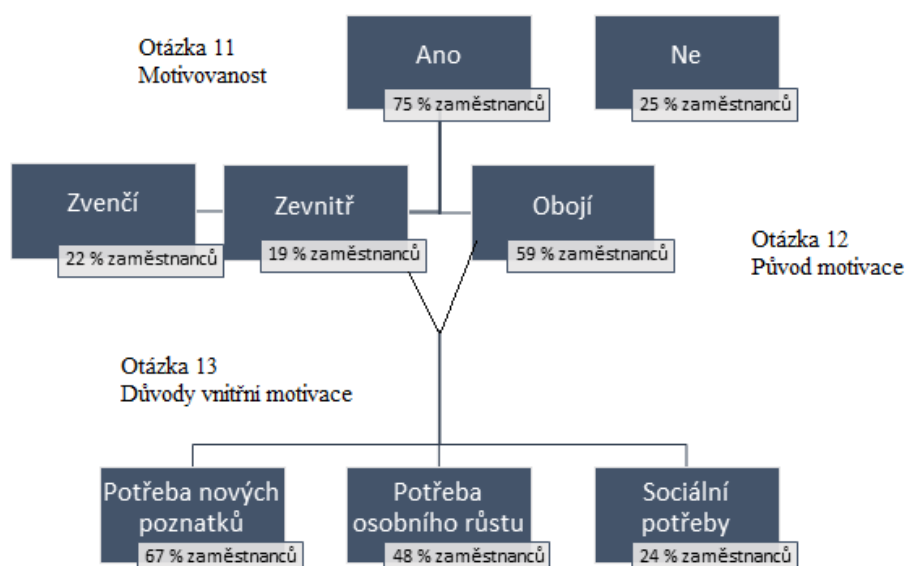 Otázka 11
Motivovanost
Ano
75 % zaměstnanců
Ne
25 % zaměstnanců
Zvenčí
22 % zaměstnanců
Zevnitř
19 % zaměstnanců
Obojí
59 % zaměstnanců
Otázka 12
Původ motivace
Otázka 13
Důvody vnitřní motivace
Potřeba nových
poznatků
67 % zaměstnanců
Potřeba
osobního růstu
48 % zaměstnanců
Sociální
potřeby
24 % zaměstnanců